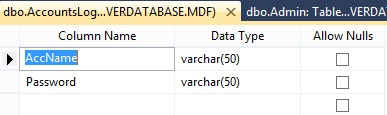 dbo.AccountsLog...VERDATABASE.MDF) dbo.Admin: Table...VERDAT
Column Name Data Type Allow Nulls
AccName varchar(50)
Password varchar(50)